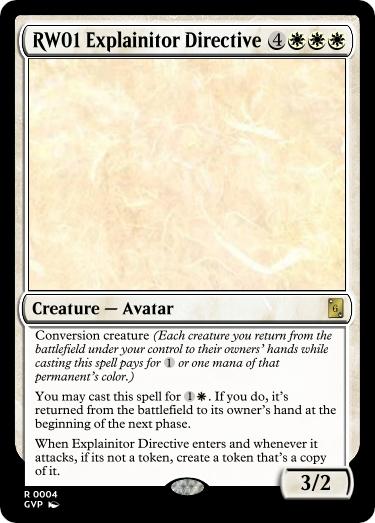 RW01 Explainitor Directive 4
Creature — Avatar 6
Conversion creature (Each creature you return from the
battlefield under your control to their owners' hands while
casting this spell pays for 1 or one mana of that
permanent's color.)
You may cast this spell for 1. If you do, it's
returned from the battlefield to its owner's hand at the
beginning of the next phase.
When Explainitor Directive enters and whenever it
attacks, if its not a token, create a token that's a copy
of it.
3/2
R 0004
GVP